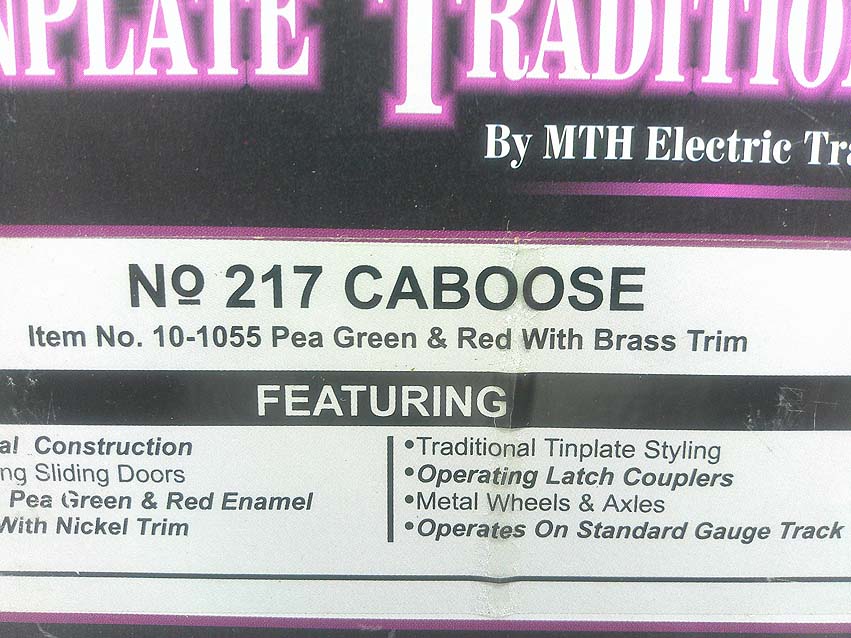 NPLATE TRADITIO
By MTH Electric Tra
Nº 217 CABOOSE
Item No. 10-1055 Pea Green & Red With Brass Trim
FEATURING
al Construction
ng Sliding Doors
Pea Green & Red Enamel
With Nickel Trim
•Traditional Tinplate Styling
•Operating Latch Couplers
•Metal Wheels & Axles
•Operates On Standard Gauge Track